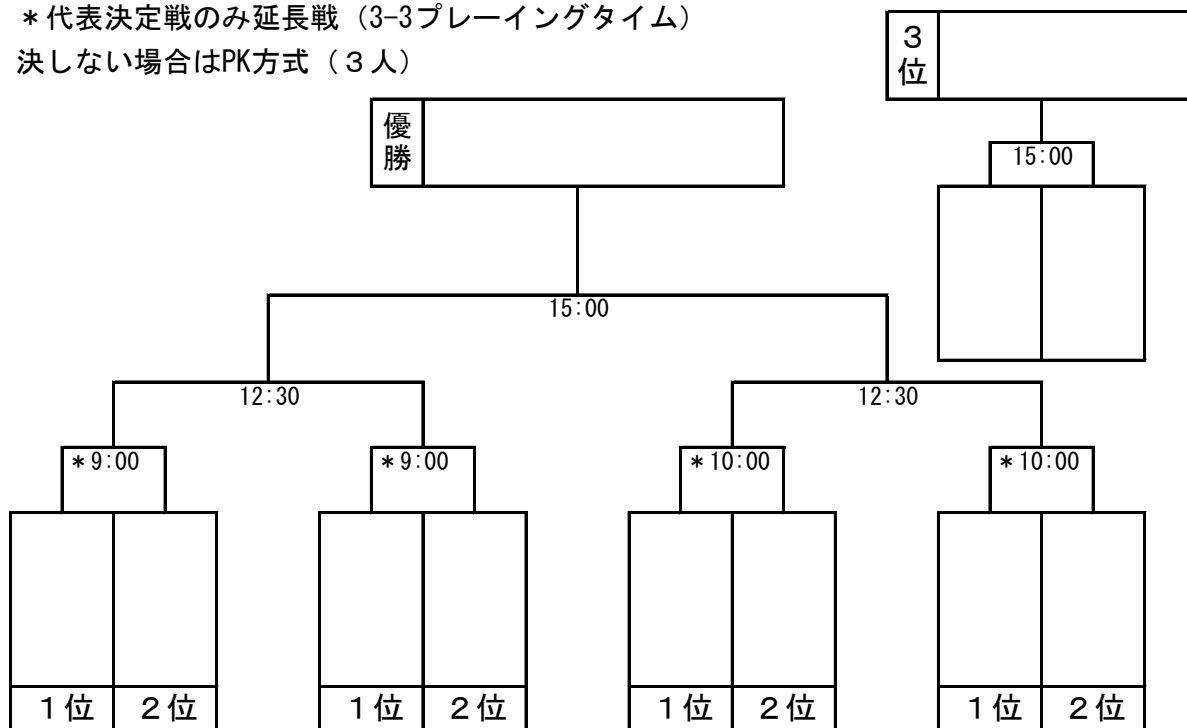 ＊代表決定戦のみ延長戦（3-3プレーイングタイム）
決しない場合はPK方式（３人）
３位
優勝
15:00
15:00
12:30
12:30
＊9:00
＊9:00
＊10:00
＊10:00
１位 ２位 １位 ２位 １位 ２位 １位 ２位